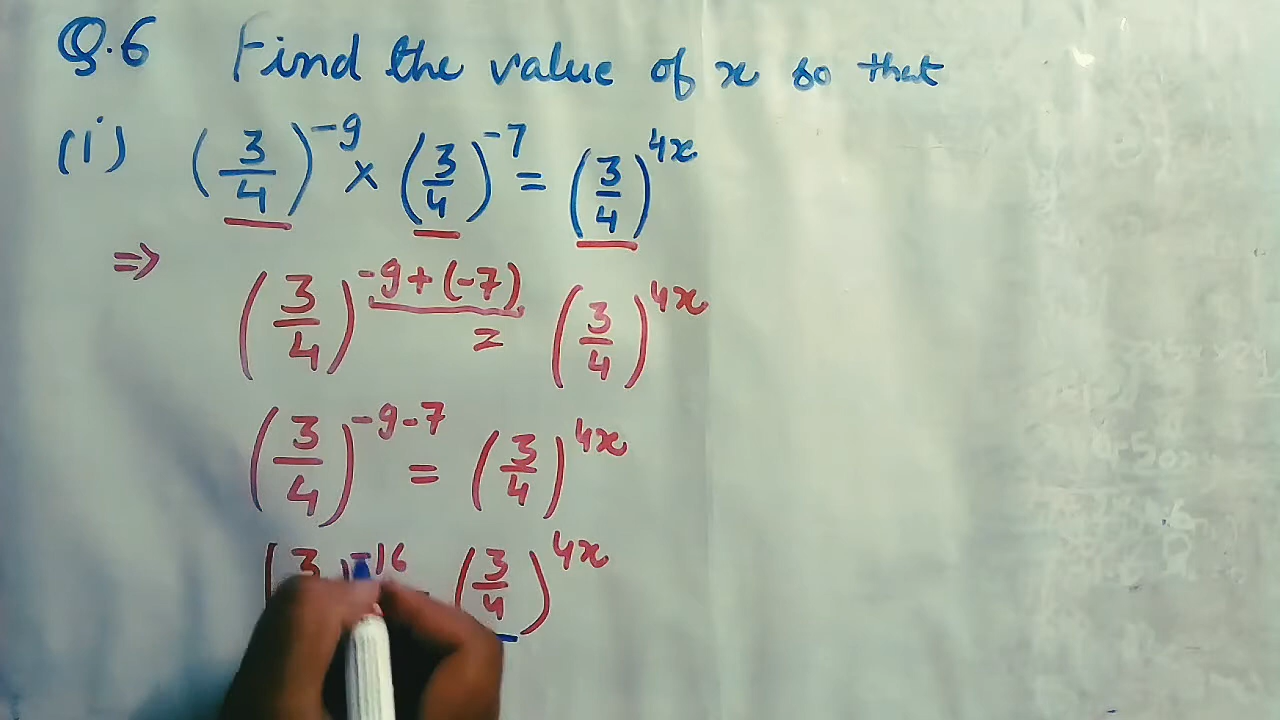 Q.6 Find the value of x so that
(i) (3/4)^-9 × (3/4)^-7 = (3/4)^4x
⇒ (3/4)^-9+(-7) = (3/4)^4x
(3/4)^-9-7 = (3/4)^4x
(3)^-16 = (3/4)^4x